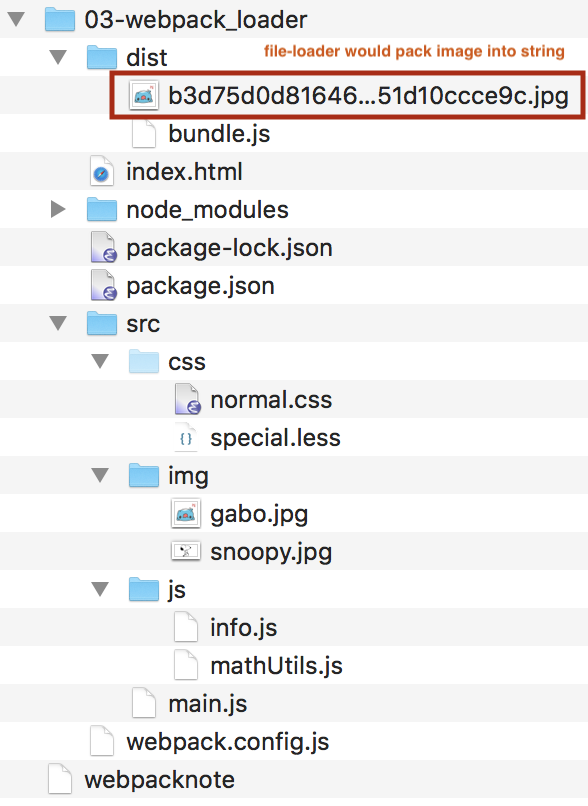 03-webpack_loader
dist
file-loader would pack image into string
b3d75d0d81646...51d10ccce9c.jpg
bundle.js
index.html
node_modules
package-lock.json
package.json
src
css
normal.css
{ } special.less
img
gabo.jpg
snoopy.jpg
js
info.js
mathUtils.js
main.js
webpack.config.js
webpacknote